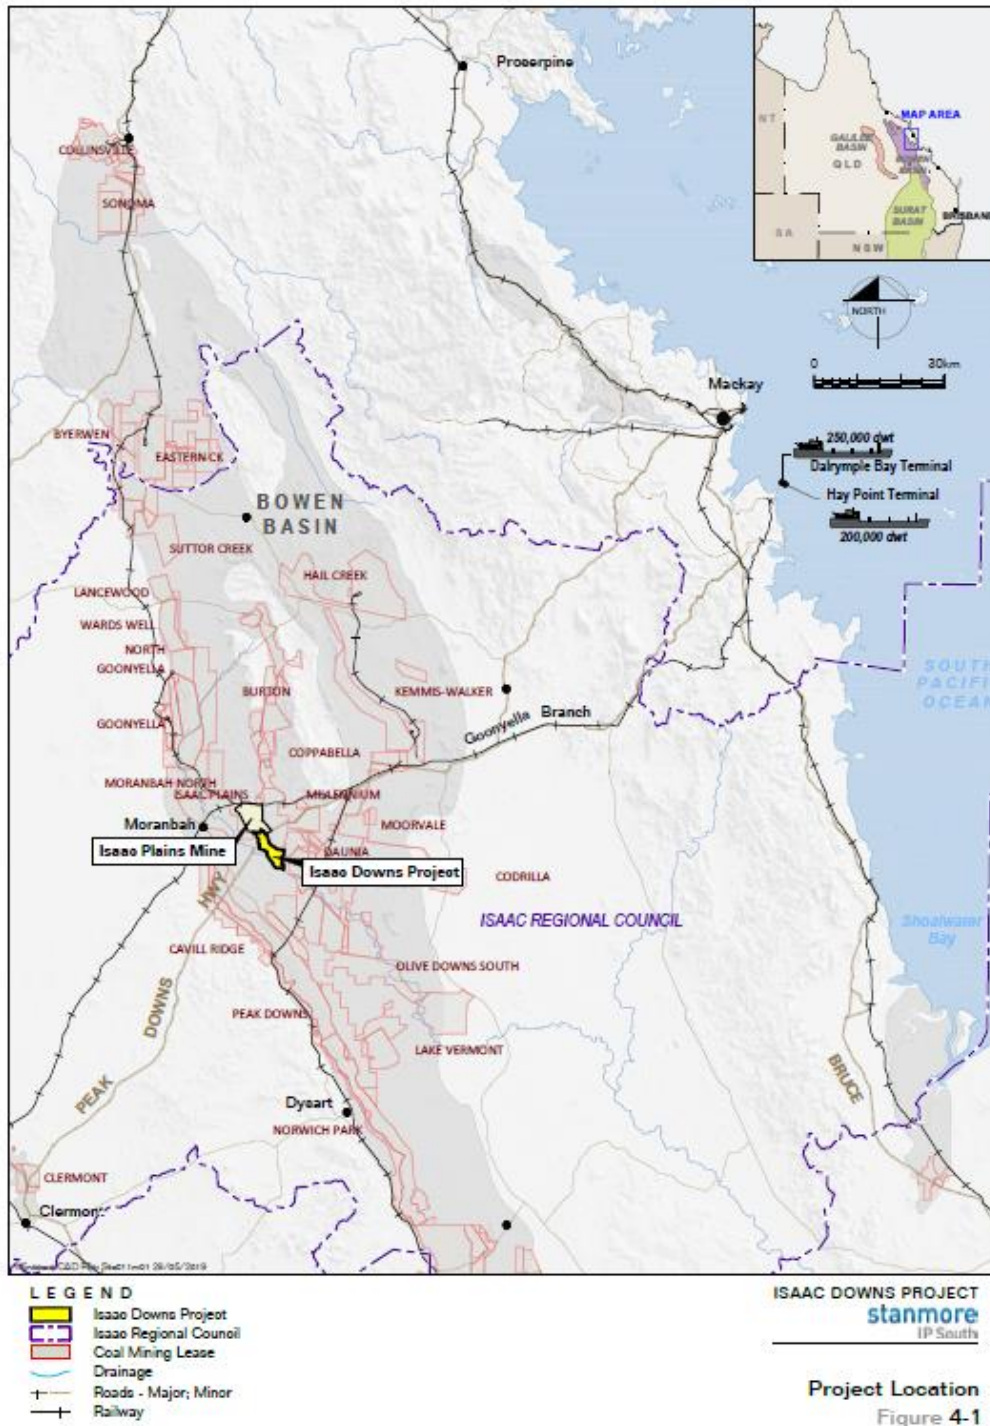 Proserpine
MAP AREA
NT
GALILEE
BASIN
QLD
BOWEN
BASIN
SURAT
BASIN
BRISBANE
SA
NSW
COLLINSVILLE
SONOMA
NORTH
0 30km
Mackay
250,000 dwt
Dalrymple Bay Terminal
Hay Point Terminal
200,000 dwt
BYERWEN
EASTERN CK
BOWEN
BASIN
SUTTOR CREEK
HAIL CREEK
LANCEWOOD
WARDS WELL
NORTH
GOONYELLA
BURTON
KEMMIS-WALKER
SOUTH
PACIFIC
OCEAN
GOONYELLA
Goonyella Branch
COPPABELLA
MORANBAH NORTH
ISAAC PLAINS
MILLENNIUM
Moranbah
MOORVALE
Isaac Plains Mine
DAUNIA
Isaac Downs Project
CODRILLA
HWY
ISAAC REGIONAL COUNCIL
Shoalwater
Bay
CAVILL RIDGE
OLIVE DOWNS SOUTH
DOWNS
PEAK DOWNS
LAKE VERMONT
BRUCE
PEAK
Dysart
NORWICH PARK
CLERMONT
Clermont
LEGEND
Isaac Downs Project
Isaac Regional Council
Coal Mining Lease
Drainage
Roads - Major; Minor
Railway
ISAAC DOWNS PROJECT
stanmore
IP South
Project Location
Figure 4-1